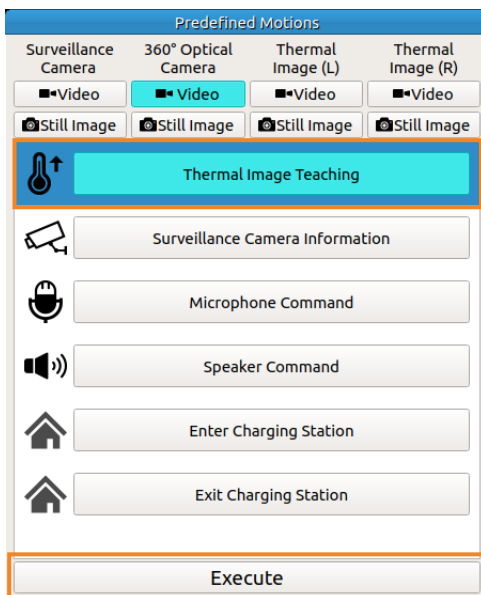 Predefined Motions
Surveillance Camera
360° Optical Camera
Thermal Image (L)
Thermal Image (R)
Video
Video
Video
Video
Still Image
Still Image
Still Image
Still Image
Thermal Image Teaching
Surveillance Camera Information
Microphone Command
Speaker Command
Enter Charging Station
Exit Charging Station
Execute